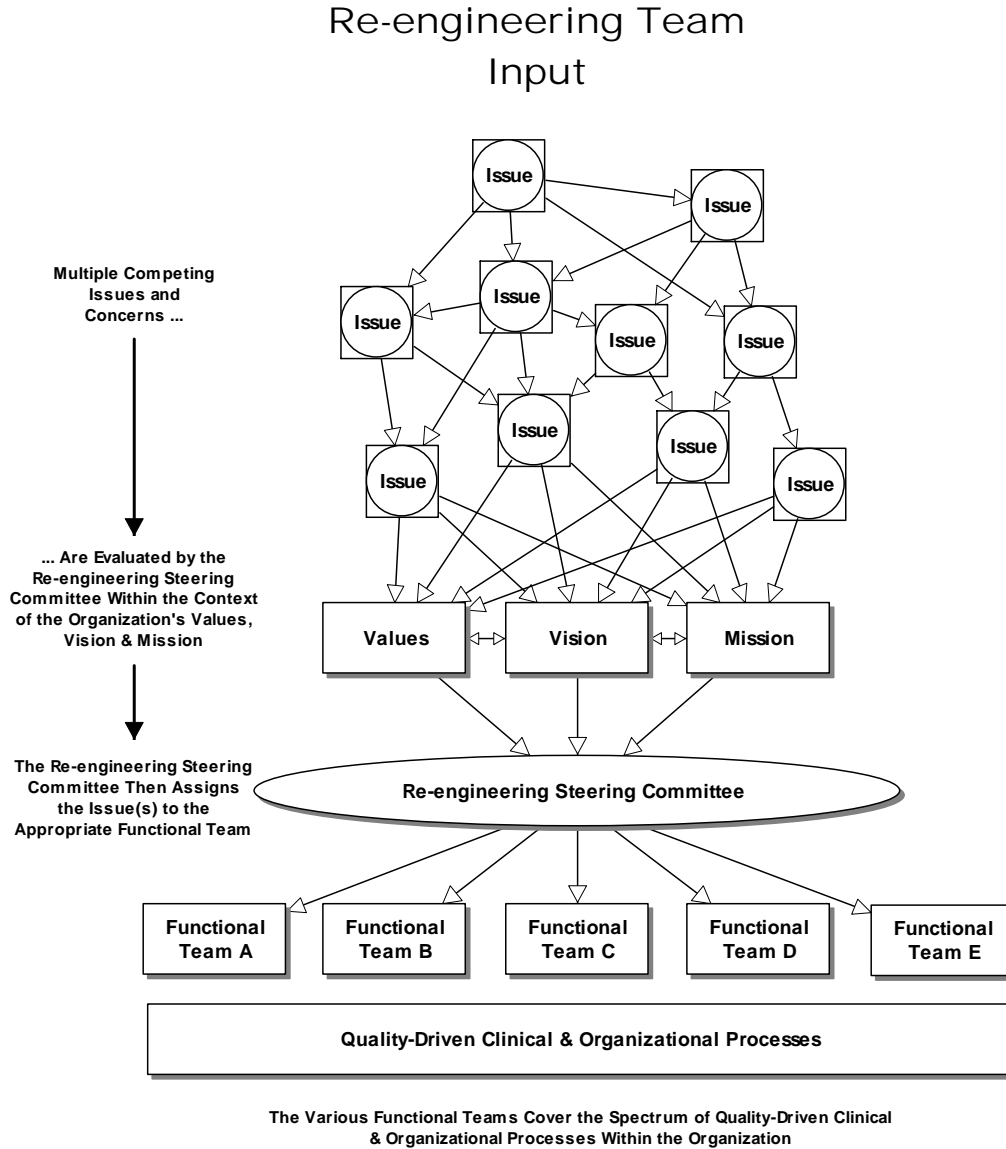 Re-engineering Team
Input
Issue
Issue
Multiple Competing
Issues and
Concerns ...
Issue
Issue
Issue
Issue
Issue
Issue
Issue
Issue
... Are Evaluated by the
Re-engineering Steering
Committee Within the Context
of the Organization's Values,
Vision & Mission
Values
Vision
Mission
The Re-engineering Steering
Committee Then Assigns
the Issue(s) to the
Appropriate Functional Team
Re-engineering Steering Committee
Functional
Team A
Functional
Team B
Functional
Team C
Functional
Team D
Functional
Team E
Quality-Driven Clinical & Organizational Processes
The Various Functional Teams Cover the Spectrum of Quality-Driven Clinical
& Organizational Processes Within the Organization